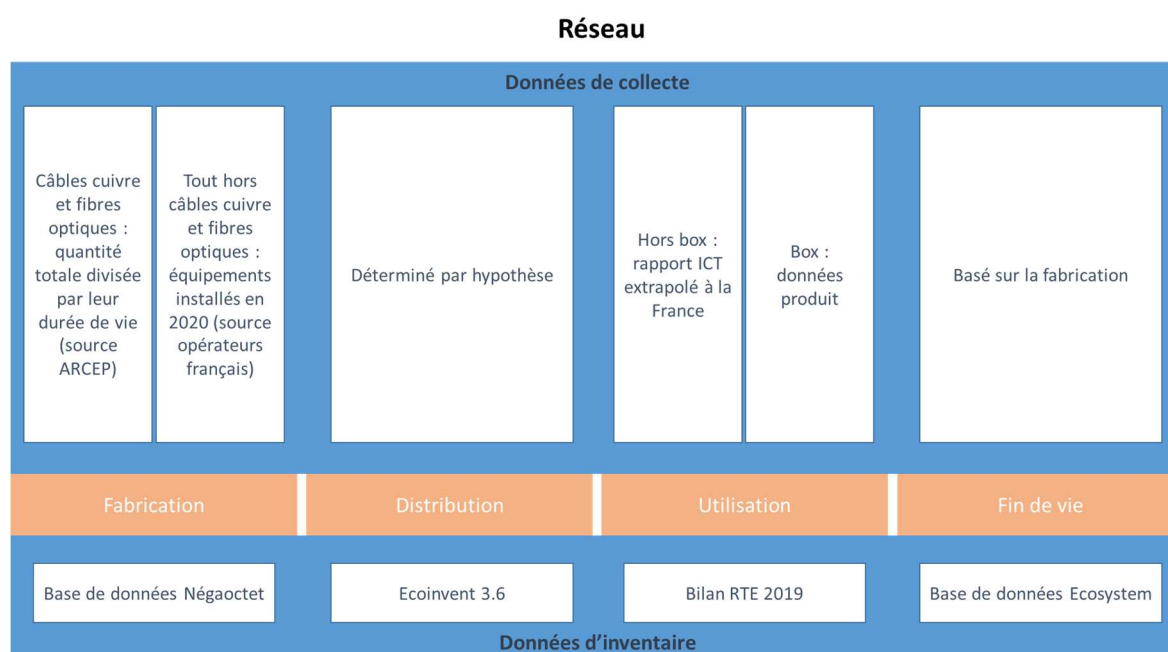 Réseau
Données de collecte
Câbles cuivre
et fibres
optiques :
quantité
totale divisée
par leur
durée de vie
(source
ARCEP)
Tout hors
câbles cuivre
et fibres
optiques :
équipements
installés en
2020 (source
opérateurs
français)
Déterminé par hypothèse
Hors box :
rapport ICT
extrapolé à la
France
Box :
données
produit
Basé sur la fabrication
Fabrication
Distribution
Utilisation
Fin de vie
Base de données Négaoctet
Ecoinvent 3.6
Bilan RTE 2019
Base de données Ecosystem
Données d'inventaire